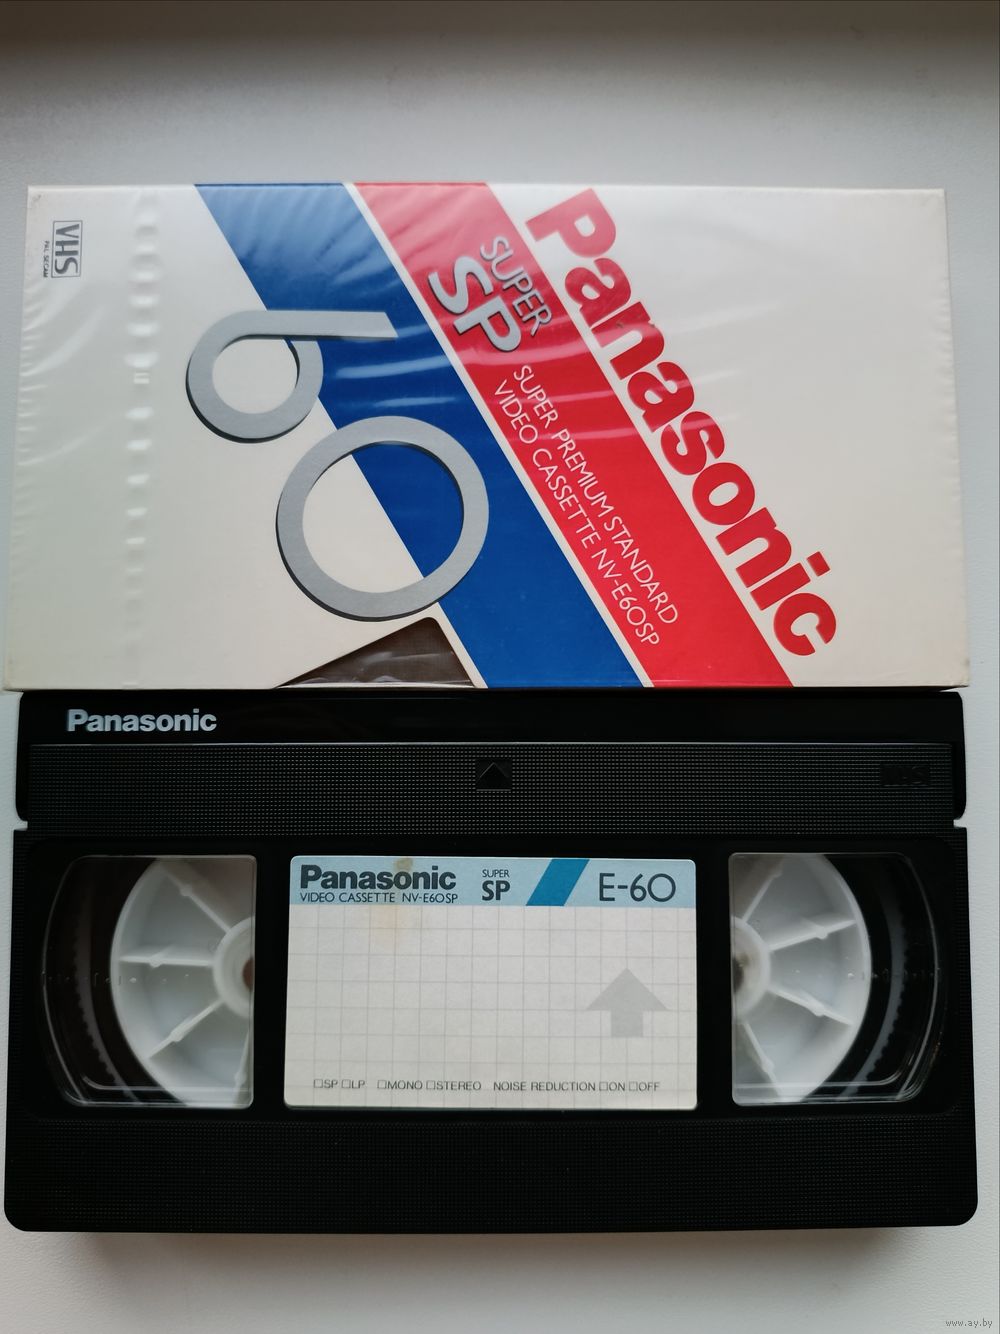 VHS
PAL SECAM
60
Panasonic
SUPER
SP
SUPER PREMIUM STANDARD
VIDEO CASSETTE NV-E60SP
Panasonic
VHS
Panasonic SUPER SP E-60
VIDEO CASSETTE NV-E60SP
□SP □LP □MONO □STEREO NOISE REDUCTION □ON □OFF
www.ay.by